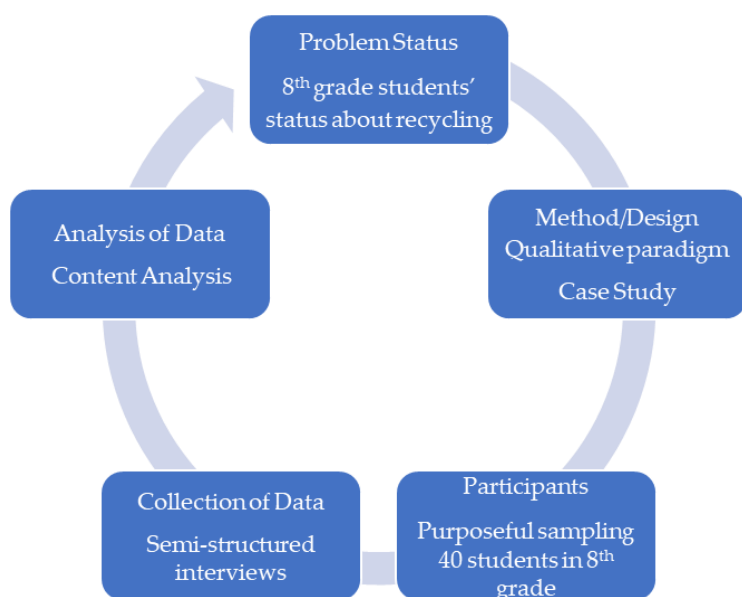 Problem Status
8th grade students’
status about recycling
Method/Design
Qualitative paradigm
Case Study
Participants
Purposeful sampling
40 students in 8th
grade
Collection of Data
Semi-structured
interviews
Analysis of Data
Content Analysis